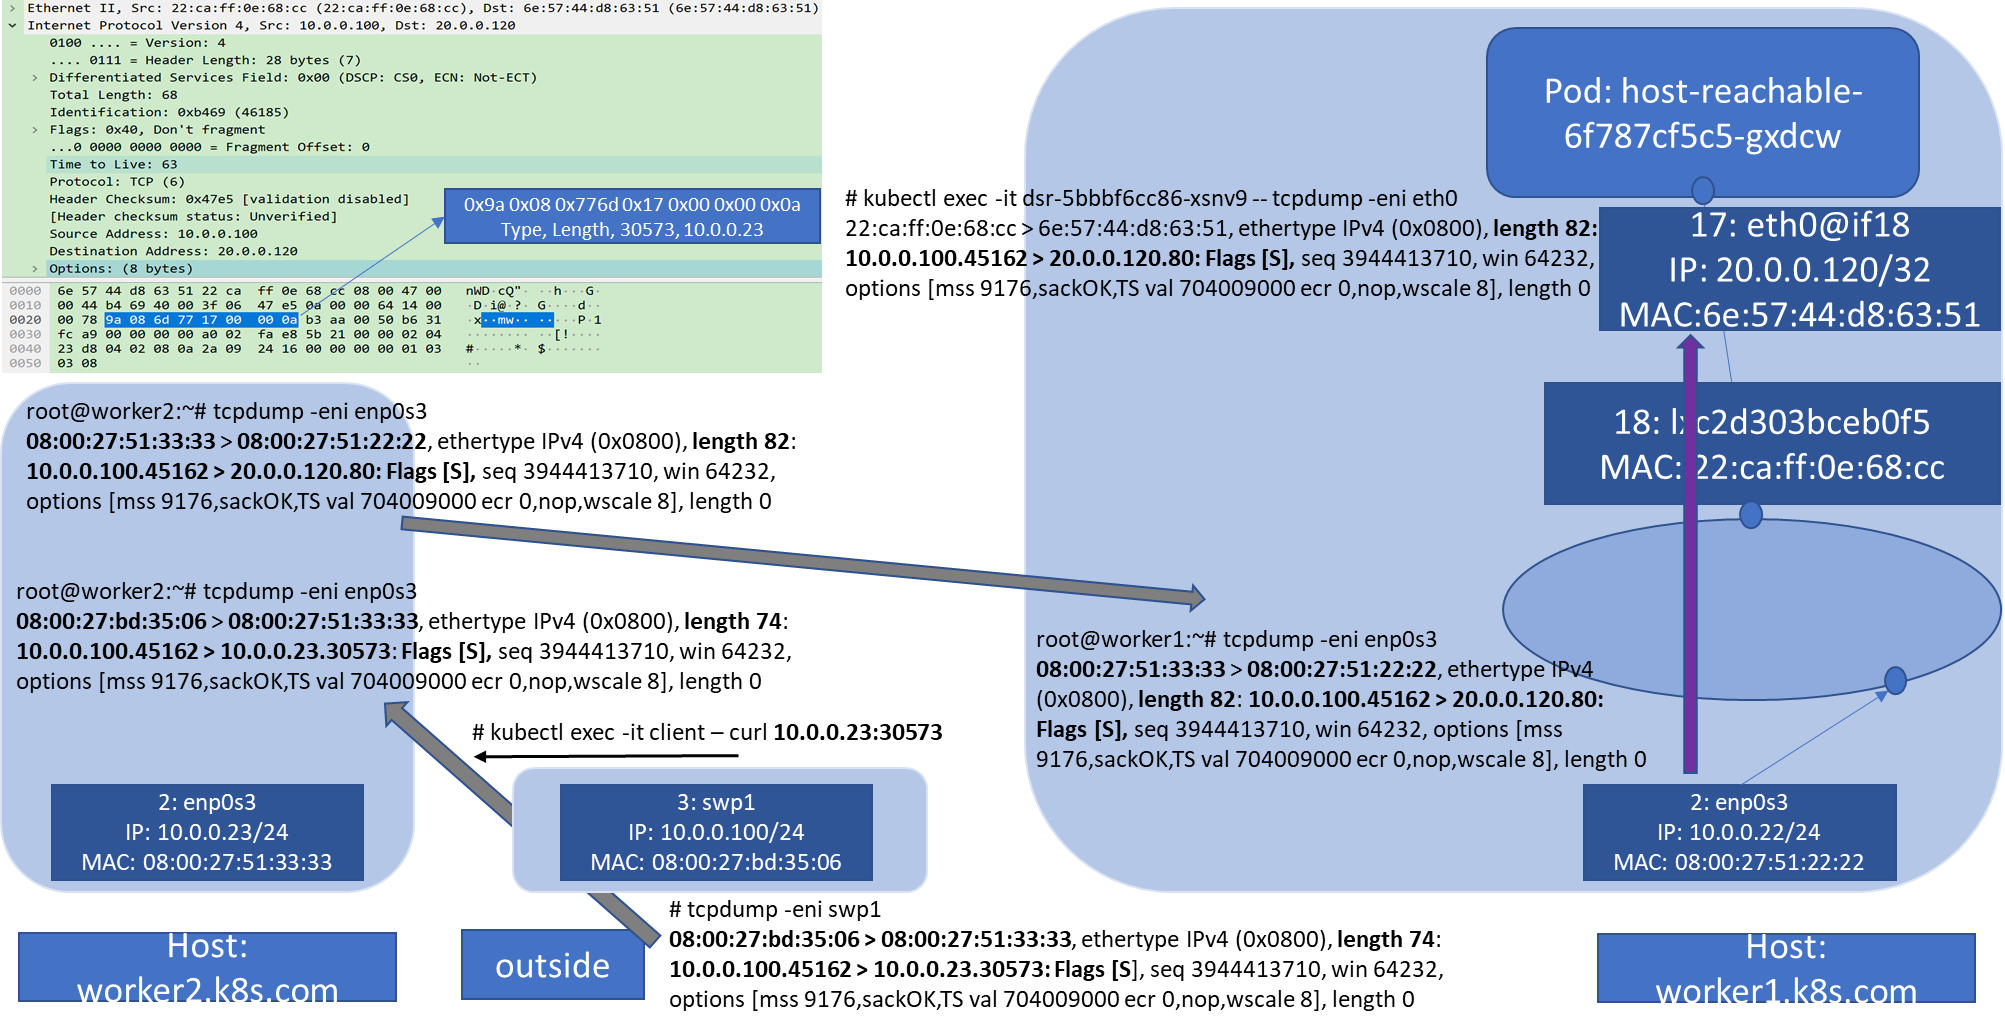 Ethernet II, Src: 22:ca:ff:0e:68:cc (22:ca:ff:0e:68:cc), Dst: 6e:57:44:d8:63:51 (6e:57:44:d8:63:51)
Internet Protocol Version 4, Src: 10.0.0.100, Dst: 20.0.0.120
0100 .... = Version: 4
.... 0111 = Header Length: 28 bytes (7)
Differentiated Services Field: 0x00 (DSCP: CS0, ECN: Not-ECT)
Total Length: 68
Identification: 0xb469 (46185)
Flags: 0x40, Don't fragment
...0 0000 0000 0000 = Fragment Offset: 0
Time to Live: 63
Protocol: TCP (6)
Header Checksum: 0x47e5 [validation disabled]
[Header checksum status: Unverified]
Source Address: 10.0.0.100
Destination Address: 20.0.0.120
Options: (8 bytes)
0000 6e 57 44 d8 63 51 22 ca ff 0e 68 cc 08 00 47 00 nWD·cQ"· ··h···G·
0010 00 44 b4 69 40 00 3f 06 47 e5 0a 00 00 64 14 00 ·D·i@·?· G····d··
0020 00 78 9a 08 6d 77 17 00 00 0a b3 aa 00 50 b6 31 ·x··mw·· ·····P·1
0030 fc a9 00 00 00 00 a0 02 fa e8 5b 21 00 00 02 04 ········ ··[!····
0040 23 d8 04 02 08 0a 2a 09 24 16 00 00 00 00 01 03 #·····*· $·······
0050 03 08 ··
0x9a 0x08 0x776d 0x17 0x00 0x00 0x0a
Type, Length, 30573, 10.0.0.23
Pod: host-reachable-
6f787cf5c5-gxdcw
# kubectl exec -it dsr-5bbbf6cc86-xsnv9 -- tcpdump -eni eth0
22:ca:ff:0e:68:cc > 6e:57:44:d8:63:51, ethertype IPv4 (0x0800), length 82:
10.0.0.100.45162 > 20.0.0.120.80: Flags [S], seq 3944413710, win 64232,
options [mss 9176,sackOK,TS val 704009000 ecr 0,nop,wscale 8], length 0
17: eth0@if18
IP: 20.0.0.120/32
MAC:6e:57:44:d8:63:51
18: lxc2d303bceb0f5
MAC: 22:ca:ff:0e:68:cc
root@worker2:~# tcpdump -eni enp0s3
08:00:27:51:33:33 > 08:00:27:51:22:22, ethertype IPv4 (0x0800), length 82:
10.0.0.100.45162 > 20.0.0.120.80: Flags [S], seq 3944413710, win 64232,
options [mss 9176,sackOK,TS val 704009000 ecr 0,nop,wscale 8], length 0
root@worker2:~# tcpdump -eni enp0s3
08:00:27:bd:35:06 > 08:00:27:51:33:33, ethertype IPv4 (0x0800), length 74:
10.0.0.100.45162 > 10.0.0.23.30573: Flags [S], seq 3944413710, win 64232,
options [mss 9176,sackOK,TS val 704009000 ecr 0,nop,wscale 8], length 0
root@worker1:~# tcpdump -eni enp0s3
08:00:27:51:33:33 > 08:00:27:51:22:22, ethertype IPv4
(0x0800), length 82: 10.0.0.100.45162 > 20.0.0.120.80:
Flags [S], seq 3944413710, win 64232, options [mss
9176,sackOK,TS val 704009000 ecr 0,nop,wscale 8], length 0
# kubectl exec -it client – curl 10.0.0.23:30573
2: enp0s3
IP: 10.0.0.23/24
MAC: 08:00:27:51:33:33
3: swp1
IP: 10.0.0.100/24
MAC: 08:00:27:bd:35:06
2: enp0s3
IP: 10.0.0.22/24
MAC: 08:00:27:51:22:22
Host:
worker2.k8s.com
outside
# tcpdump -eni swp1
08:00:27:bd:35:06 > 08:00:27:51:33:33, ethertype IPv4 (0x0800), length 74:
10.0.0.100.45162 > 10.0.0.23.30573: Flags [S], seq 3944413710, win 64232,
options [mss 9176,sackOK,TS val 704009000 ecr 0,nop,wscale 8], length 0
Host:
worker1.k8s.com